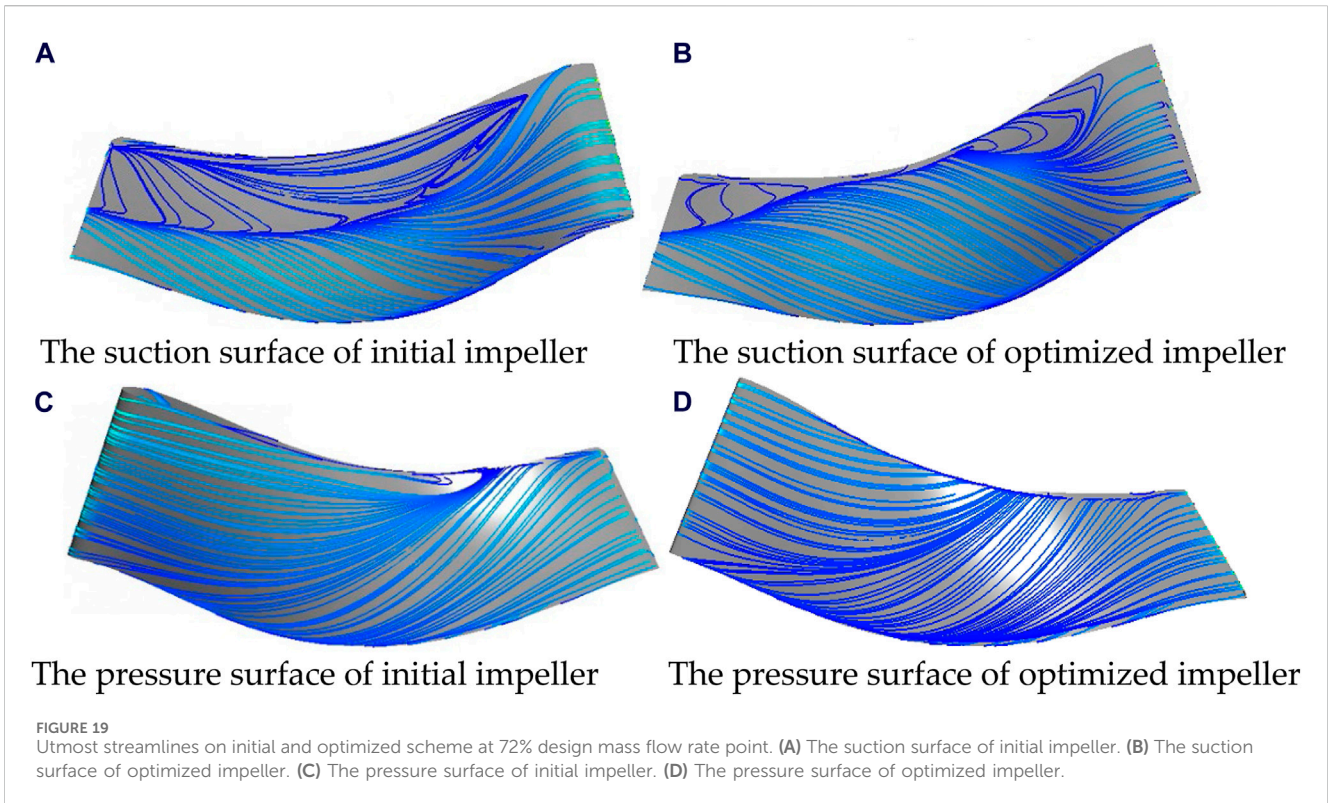 A
B
The suction surface of initial impeller
The suction surface of optimized impeller
C
D
The pressure surface of initial impeller
The pressure surface of optimized impeller
FIGURE 19
Utmost streamlines on initial and optimized scheme at 72% design mass flow rate point. (A) The suction surface of initial impeller. (B) The suction
surface of optimized impeller. (C) The pressure surface of initial impeller. (D) The pressure surface of optimized impeller.